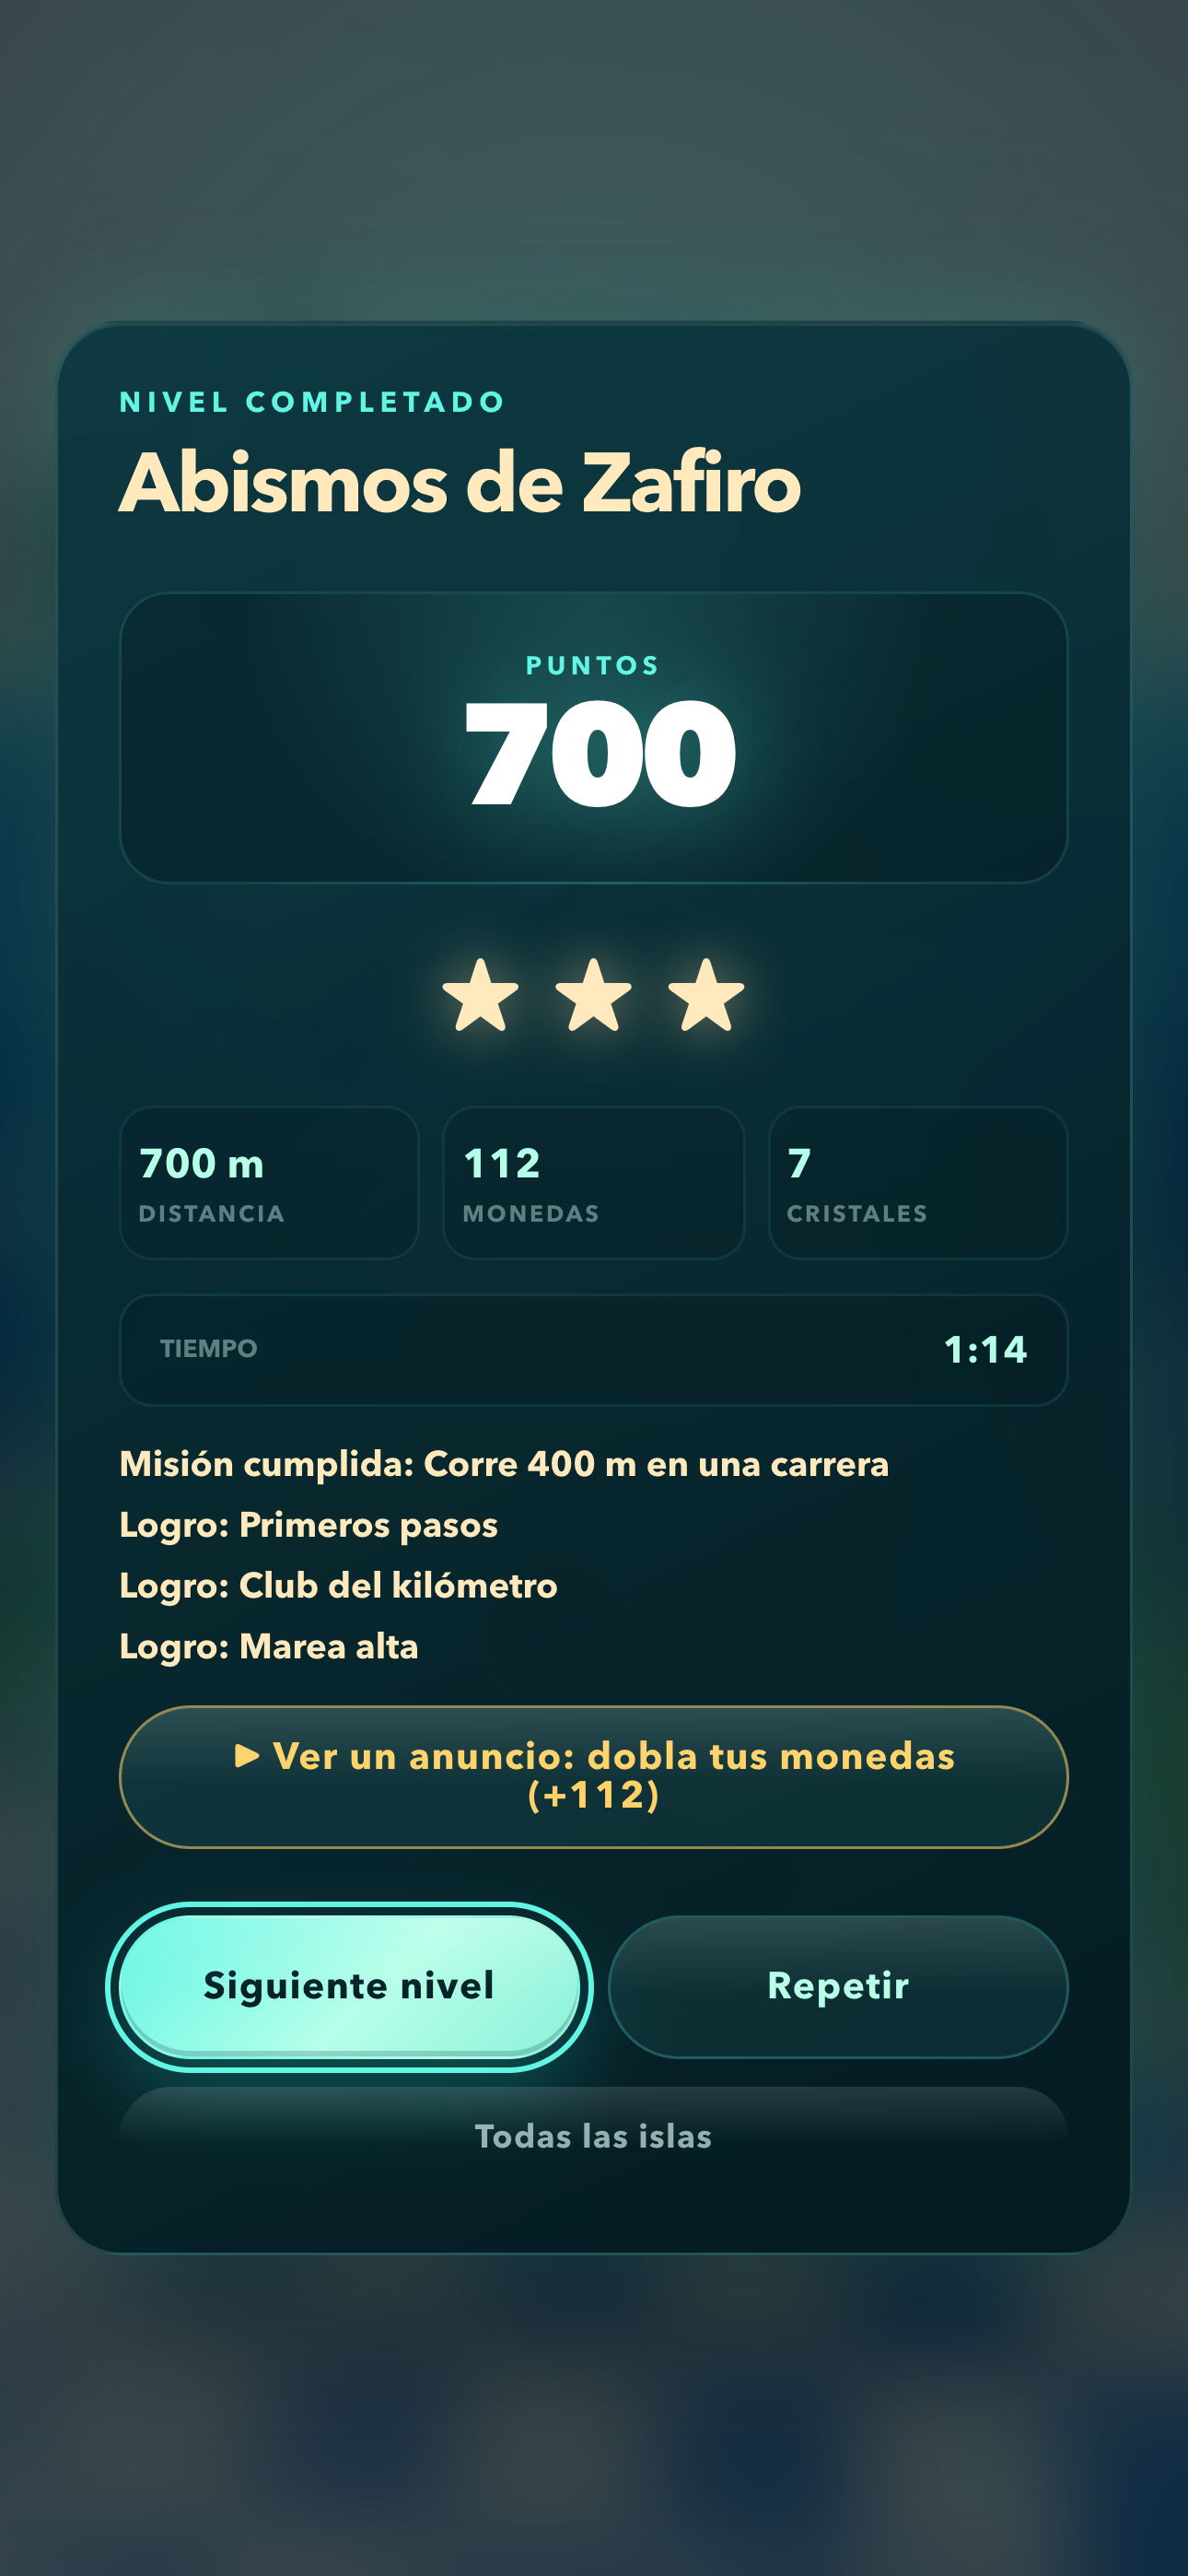 NIVEL COMPLETADO
Abismos de Zafiro
PUNTOS
700
700 m
DISTANCIA
112
MONEDAS
7
CRISTALES
TIEMPO
1:14
Misión cumplida: Corre 400 m en una carrera
Logro: Primeros pasos
Logro: Club del kilómetro
Logro: Marea alta
Ver un anuncio: dobla tus monedas
(+112)
Siguiente nivel
Repetir
Todas las islas